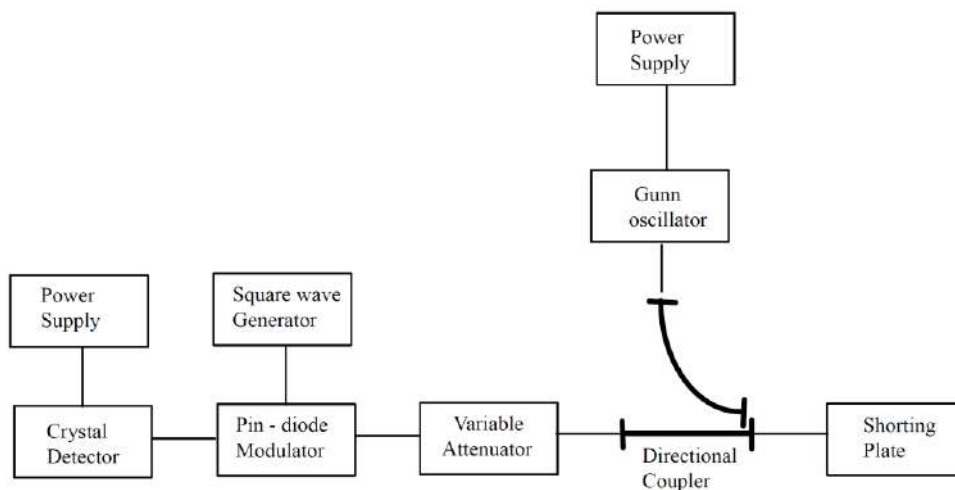 Power
Supply
Gunn
oscillator
Power
Supply
Square wave
Generator
Crystal
Detector
Pin - diode
Modulator
Variable
Attenuator
Directional
Coupler
Shorting
Plate